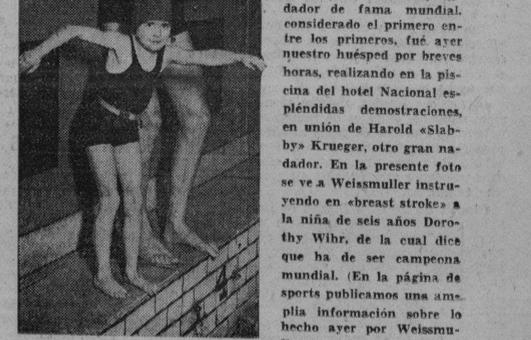 dador de fama mundial,
considerado el primero en-
tre los primeros, fué ayer
nuestro huésped por breves
horas, realizando en la pis-
cina del hotel Nacional es-
pléndidas demostraciones,
en unión de Harold «Slab-
by» Krueger, otro gran na-
dador. En la presente foto
se ve a Weissmuller instru-
yendo en «breast stroke» a
la niña de seis años Doro-
thy Wihr, de la cual dice
que ha de ser campeona
mundial. (En la página de
sports publicamos una am-
plia información sobre lo
hecho ayer por Weissmu-